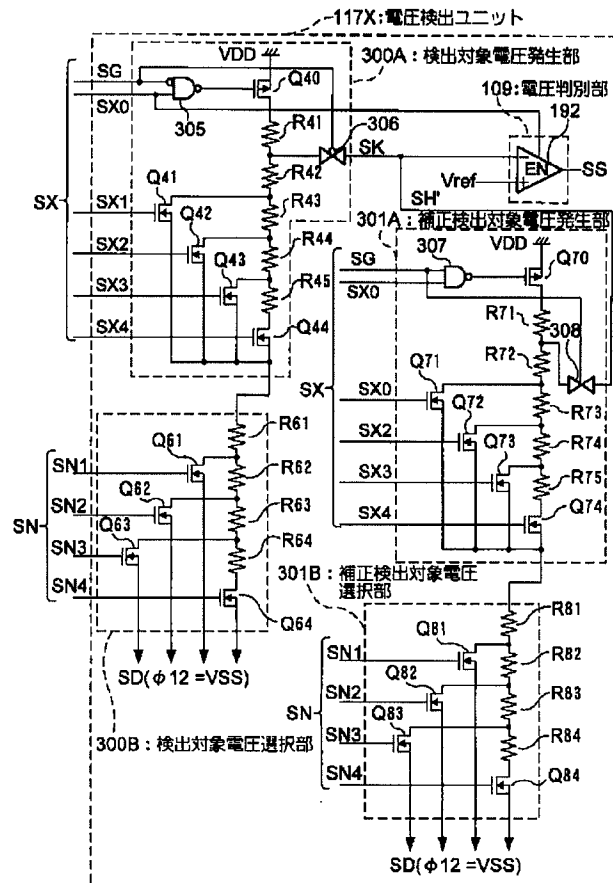 117X：電圧検出ユニット
VDD
Q40
300A：検出対象電圧発生部
SG
SX0
305
R41
306
109：電圧判別部
192
SK
EN
SS
Vref
SH'
R42
Q41
SX
SX1
R43
Q42
SX2
R44
Q43
SX3
R45
SX4
Q44
301A：補正検出対象電圧発生部
VDD
307
SG
Q70
SX0
R71
308
R72
SX
Q71
SX0
R73
Q72
SX2
R74
Q73
SX3
R75
SX4
Q74
R61
Q61
SN1
R62
Q62
SN
SN2
R63
Q63
SN3
R64
SN4
Q64
SD(φ12=VSS)
300B：検出対象電圧選択部
301B：補正検出対象電圧
選択部
R81
Q81
SN1
R82
Q82
SN2
SN
R83
Q83
SN3
R84
SN4
Q84
SD(φ12=VSS)